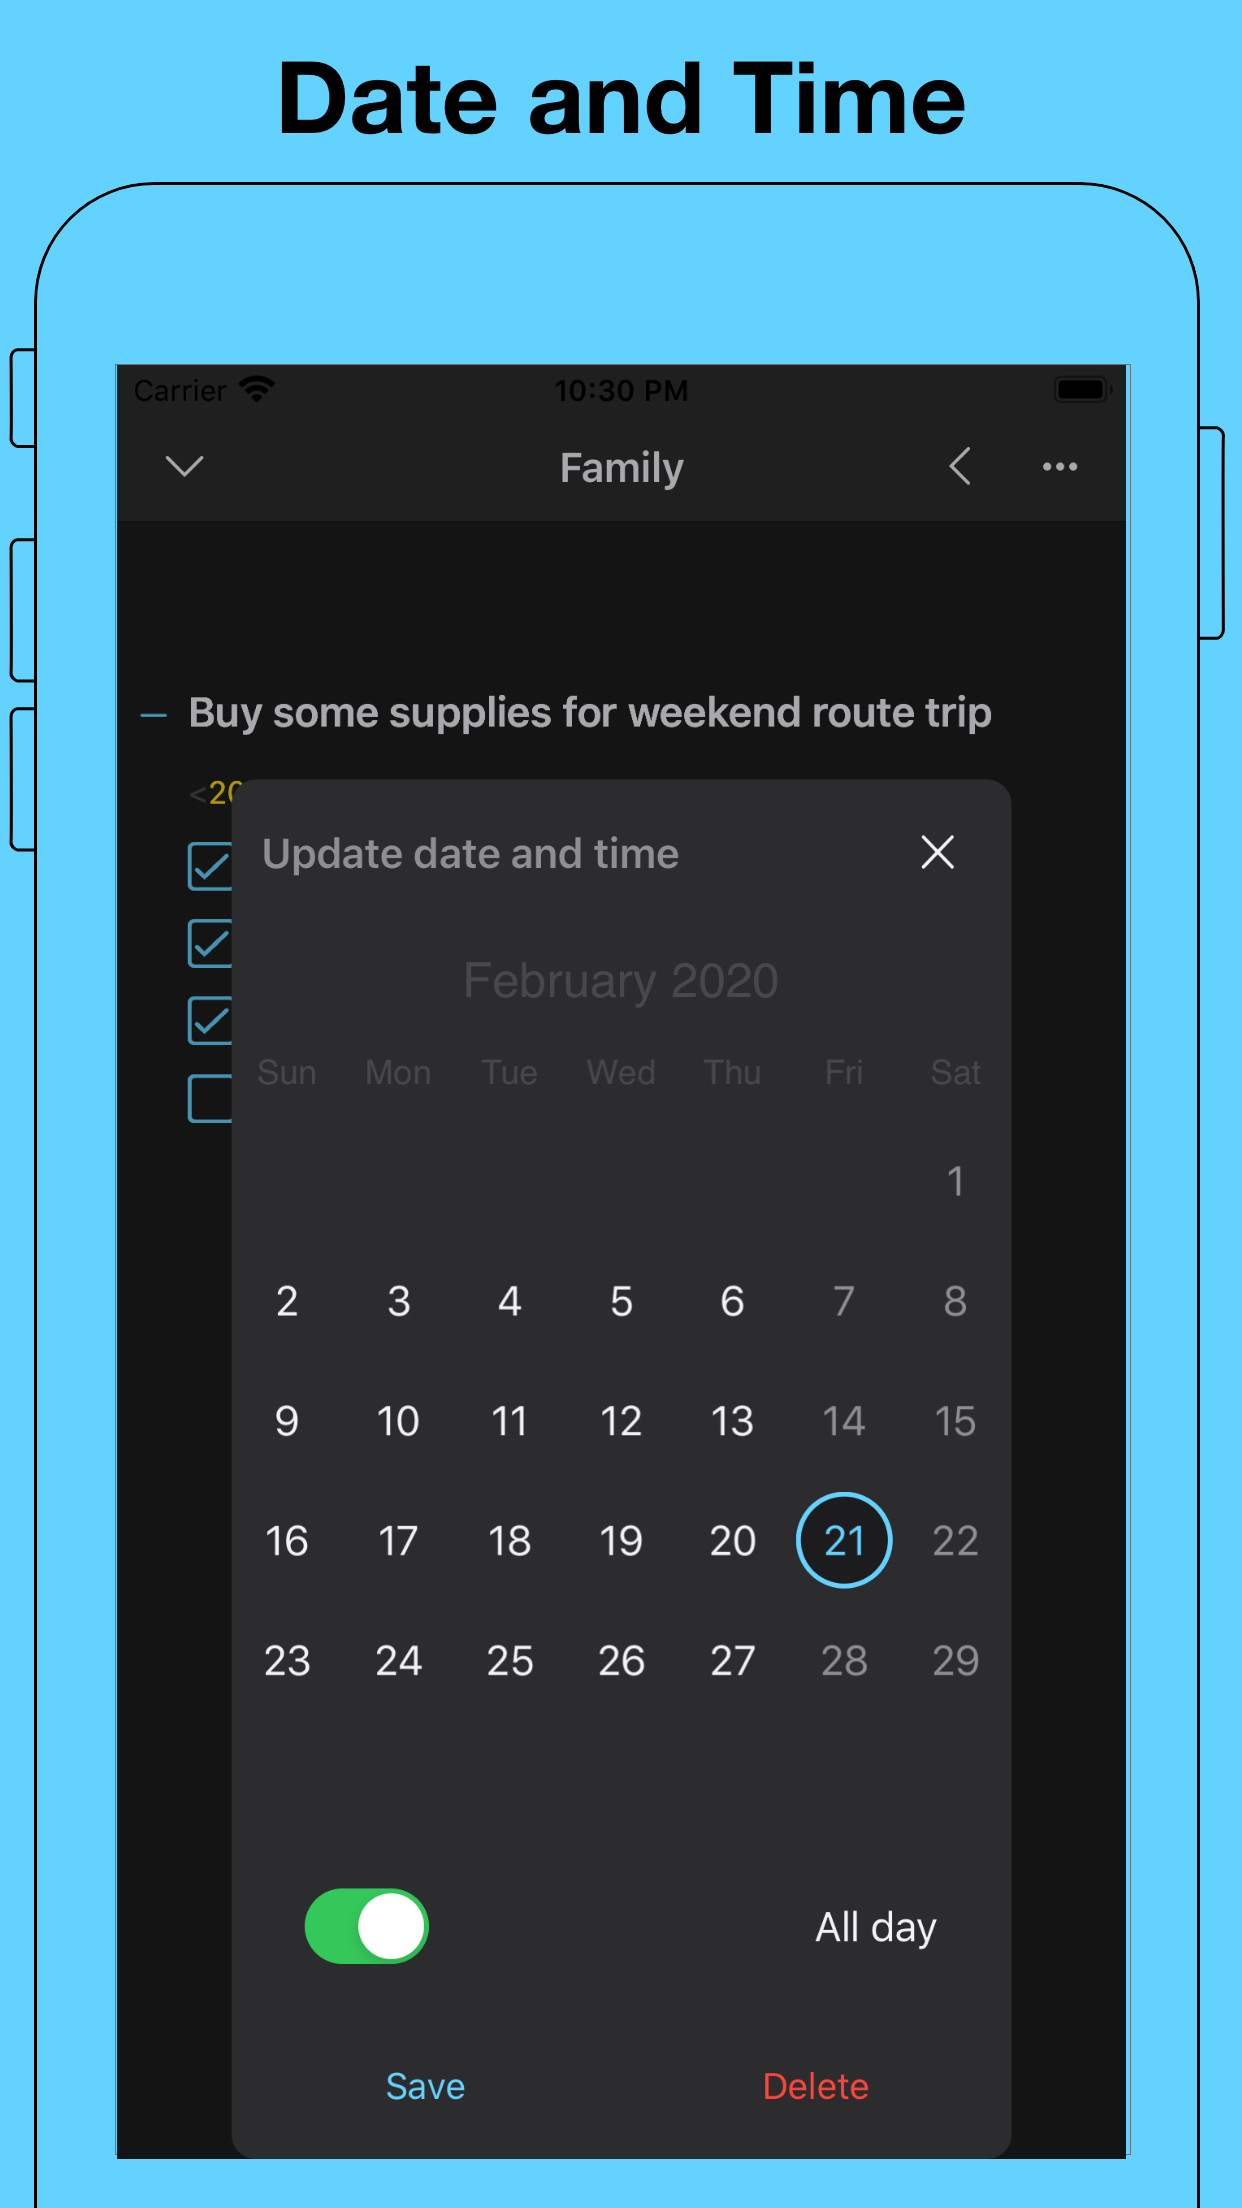 Date and Time
Carrier 10:30 PM
Family
Buy some supplies for weekend route trip
<20
Update date and time
February 2020
Sun Mon Tue Wed Thu Fri Sat
1
2 3 4 5 6 7 8
9 10 11 12 13 14 15
16 17 18 19 20 21 22
23 24 25 26 27 28 29
All day
Save Delete